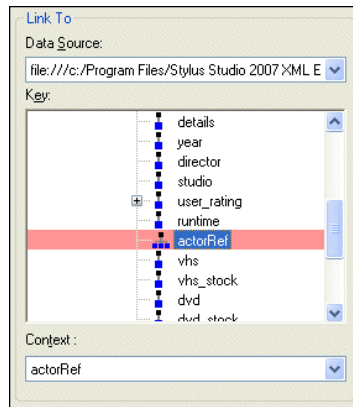 Link To
Data Source:
file:///c:/Program Files/Stylus Studio 2007 XML E
Key:
details
year
director
studio
user_rating
runtime
actorRef
vhs
vhs_stock
dvd
dvd_stock
Context :
actorRef